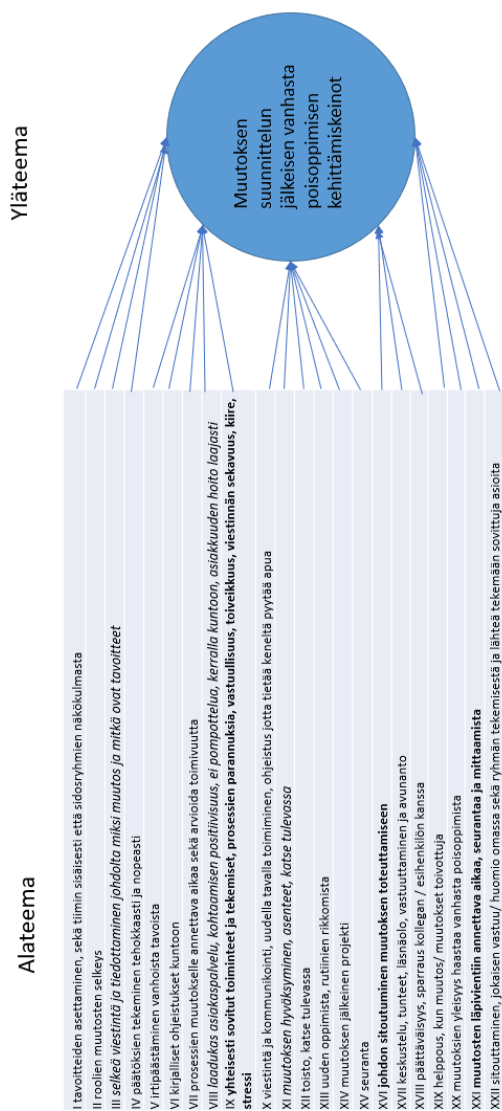 Alateema
Yläteema
I tavoitteiden asettaminen, sekä tiimin sisäisesti että sidosryhmien näkökulmasta
II roolien muutosten selkeys
III selkeä viestintä ja tiedottaminen johdolta miksi muutos ja mitkä ovat tavoitteet
IV päätöksien tekeminen tehokkaasti ja nopeasti
V irtipäästäminen vanhoista tavoista
VI kirjalliset ohjeistukset kuntoon
VII prosessien muutokselle annettava aikaa sekä arvioida toimivuutta
VIII laadukas asiakaspalvelu, kohtaamisen positiivisuus, ei pompottelua, kerralla kuntoon, asiakkuuden hoito laajasti
IX yhteisesti sovitut toiminteet ja tekemiset, prosessien parannuksia, vastuullisuus, toiveikkuus, viestinnän sekavuus, kiire,
stressi
X viestintä ja kommunikointi, uudella tavalla toimiminen, ohjeistus jotta tietää keneltä pyytää apua
XI muutoksen hyväksyminen, asenteet, katse tulevassa
XII toisto, katse tulevassa
XIII uuden oppimista, rutiinien rikkomista
XIV muutoksen jälkeinen projekti
XV seuranta
XVI johdon sitoutuminen muutoksen toteuttamiseen
XVII keskustelu, tunteet, läsnäolo, vastuuttaminen ja avunanto
XVIII päättäväisyys, sparraus kollegan / esihenkilön kanssa
XIX helppous, kun muutos/ muutokset toivottuja
XX muutoksien yleisyys haastaa vanhasta poisoppimista
XXI muutosten läpivientiin annettava aikaa, seurantaa ja mittaamista
XXII sitouttaminen, jokaisen vastuu/ huomio omassa sekä ryhmän tekemisestä ja lähteä tekemään sovittuja asioita
Muutoksen
suunnittelun
jälkeisen vanhasta
poisoppimisen
kehittämiskeinot